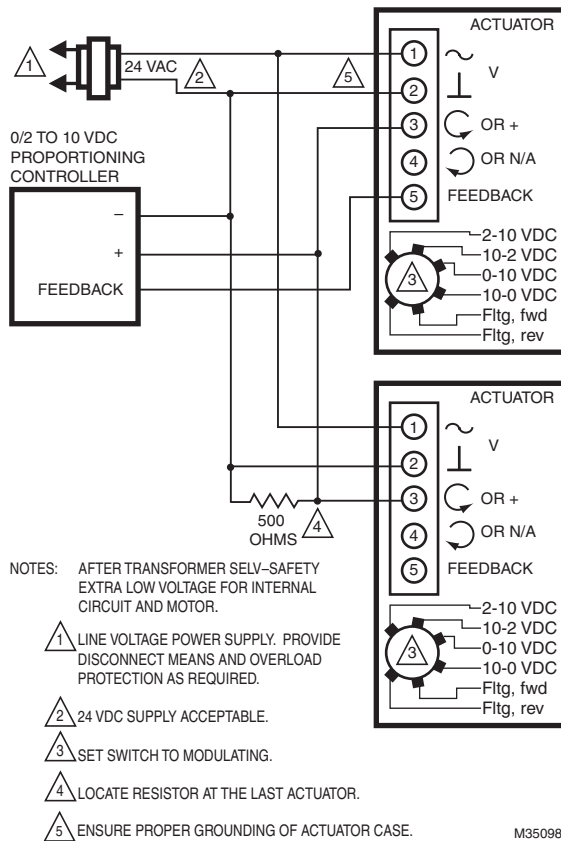 ACTUATOR
1
24 VAC
2
5
1
V
2
3
OR +
4
OR N/A
5
FEEDBACK
0/2 TO 10 VDC
PROPORTIONING
CONTROLLER
–
+
FEEDBACK
3
2-10 VDC
10-2 VDC
0-10 VDC
10-0 VDC
Fltg, fwd
Fltg, rev
ACTUATOR
1
V
2
3
OR +
4
OR N/A
5
FEEDBACK
500
OHMS
4
3
2-10 VDC
10-2 VDC
0-10 VDC
10-0 VDC
Fltg, fwd
Fltg, rev
NOTES: AFTER TRANSFORMER SELV–SAFETY
EXTRA LOW VOLTAGE FOR INTERNAL
CIRCUIT AND MOTOR.
1 LINE VOLTAGE POWER SUPPLY. PROVIDE
DISCONNECT MEANS AND OVERLOAD
PROTECTION AS REQUIRED.
2 24 VDC SUPPLY ACCEPTABLE.
3 SET SWITCH TO MODULATING.
4 LOCATE RESISTOR AT THE LAST ACTUATOR.
5 ENSURE PROPER GROUNDING OF ACTUATOR CASE.
M35098